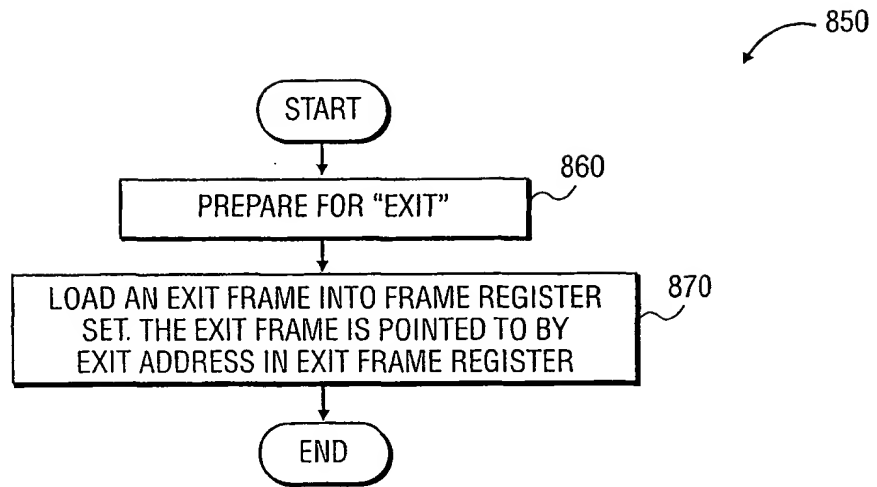 850
START
860
PREPARE FOR “EXIT”
870
LOAD AN EXIT FRAME INTO FRAME REGISTER
SET. THE EXIT FRAME IS POINTED TO BY
EXIT ADDRESS IN EXIT FRAME REGISTER
END